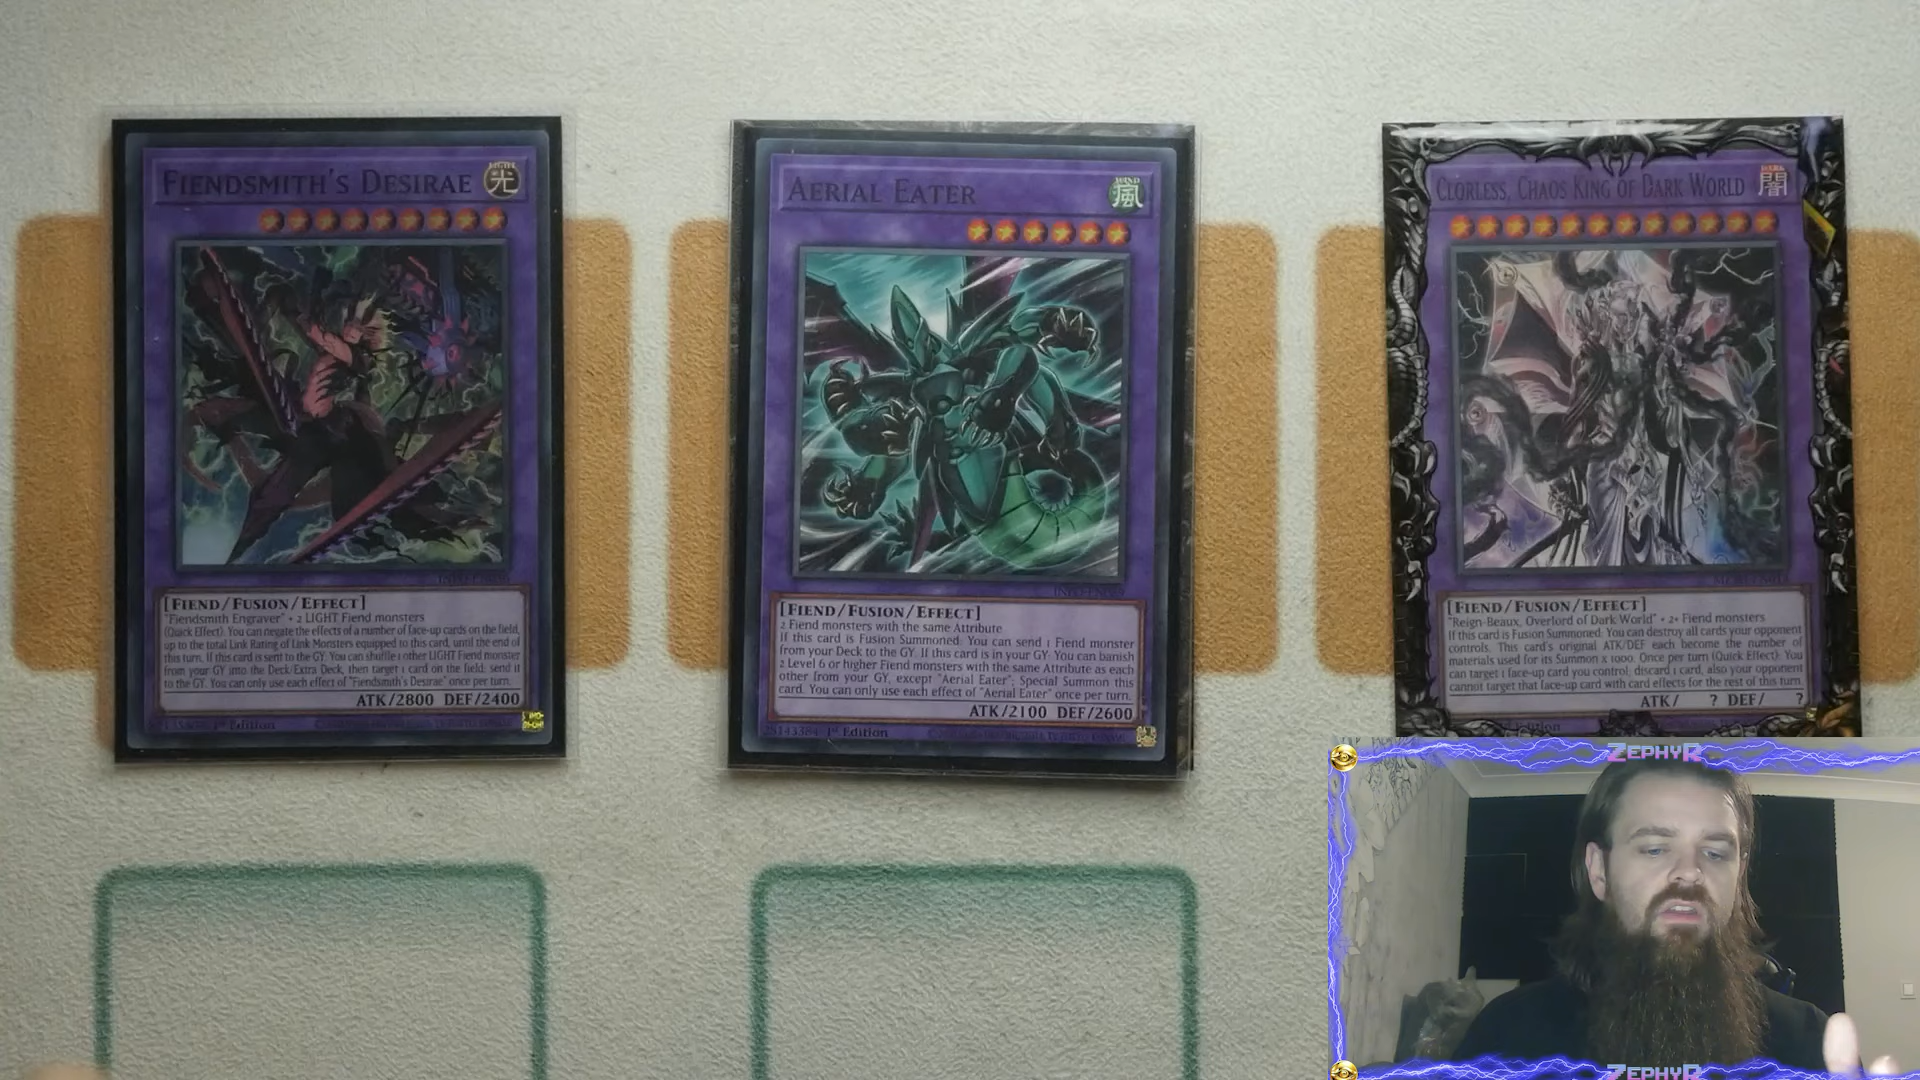 FIENDSMITH'S DESIRAE
LIGHT
光
[FIEND/FUSION/EFFECT]
"Fiendsmith Engraver" + 2 LIGHT Fiend monsters
(Quick Effect): You can negate the effects of a number of face-up cards on the field,
up to the total Link Rating of Link Monsters equipped to this card, until the end of
this turn. If this card is sent to the GY: You can shuffle 1 other LIGHT Fiend monster
from your GY into the Deck/Extra Deck, then target 1 card on the field; send it
to the GY. You can only use each effect of "Fiendsmith's Desirae" once per turn.
ATK/2800 DEF/2400
1st Edition
AERIAL EATER
WIND
風
[FIEND/FUSION/EFFECT]
2 Fiend monsters with the same Attribute
If this card is Fusion Summoned: You can send 1 Fiend monster
from your Deck to the GY. If this card is in your GY: You can banish
2 Level 6 or higher Fiend monsters with the same Attribute as each
other from your GY, except "Aerial Eater"; Special Summon this
card. You can only use each effect of "Aerial Eater" once per turn.
ATK/2100 DEF/2600
28143384 1st Edition
CLORLESS, CHAOS KING OF DARK WORLD
DARK
闇
[FIEND/FUSION/EFFECT]
"Reign-Beaux, Overlord of Dark World" + 2+ Fiend monsters
If this card is Fusion Summoned: You can destroy all cards your opponent
controls. This card's original ATK/DEF each become the number of
materials used for its Summon x 1000. Once per turn (Quick Effect): You
can target 1 face-up card you control; discard 1 card, also your opponent
cannot target that face-up card with card effects for the rest of this turn.
ATK/ ? DEF/ ?
Edition
ZEPHYR
ZEPHYR